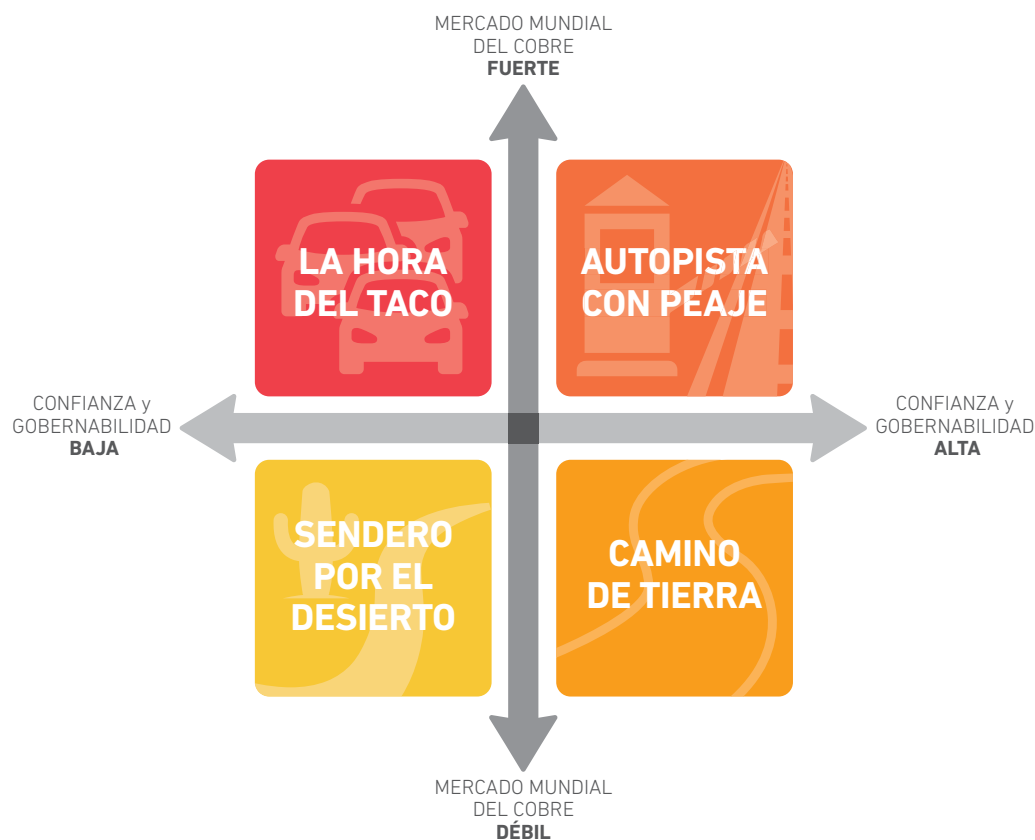 MERCADO MUNDIAL
DEL COBRE
FUERTE
LA HORA
DEL TACO
AUTOPISTA
CON PEAJE
CONFIANZA y
GOBERNABILIDAD
BAJA
CONFIANZA y
GOBERNABILIDAD
ALTA
SENDERO
POR EL
DESIERTO
CAMINO
DE TIERRA
MERCADO MUNDIAL
DEL COBRE
DÉBIL